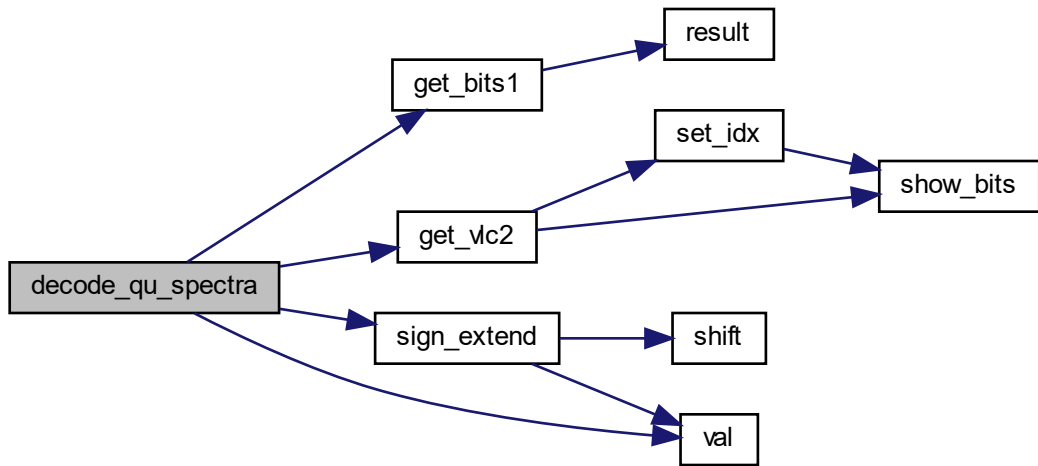 result
get_bits1
set_idx
show_bits
get_vlc2
decode_qu_spectra
sign_extend
shift
val